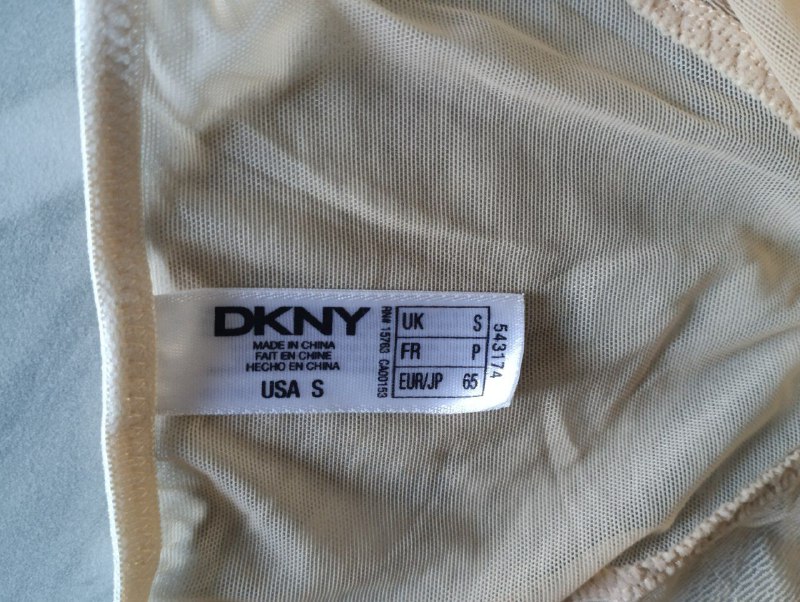 DKNY
MADE IN CHINA
FAIT EN CHINE
HECHO EN CHINA
USA S
RN# 15763 CA00153
UK S
FR P
EUR/JP 65
543174